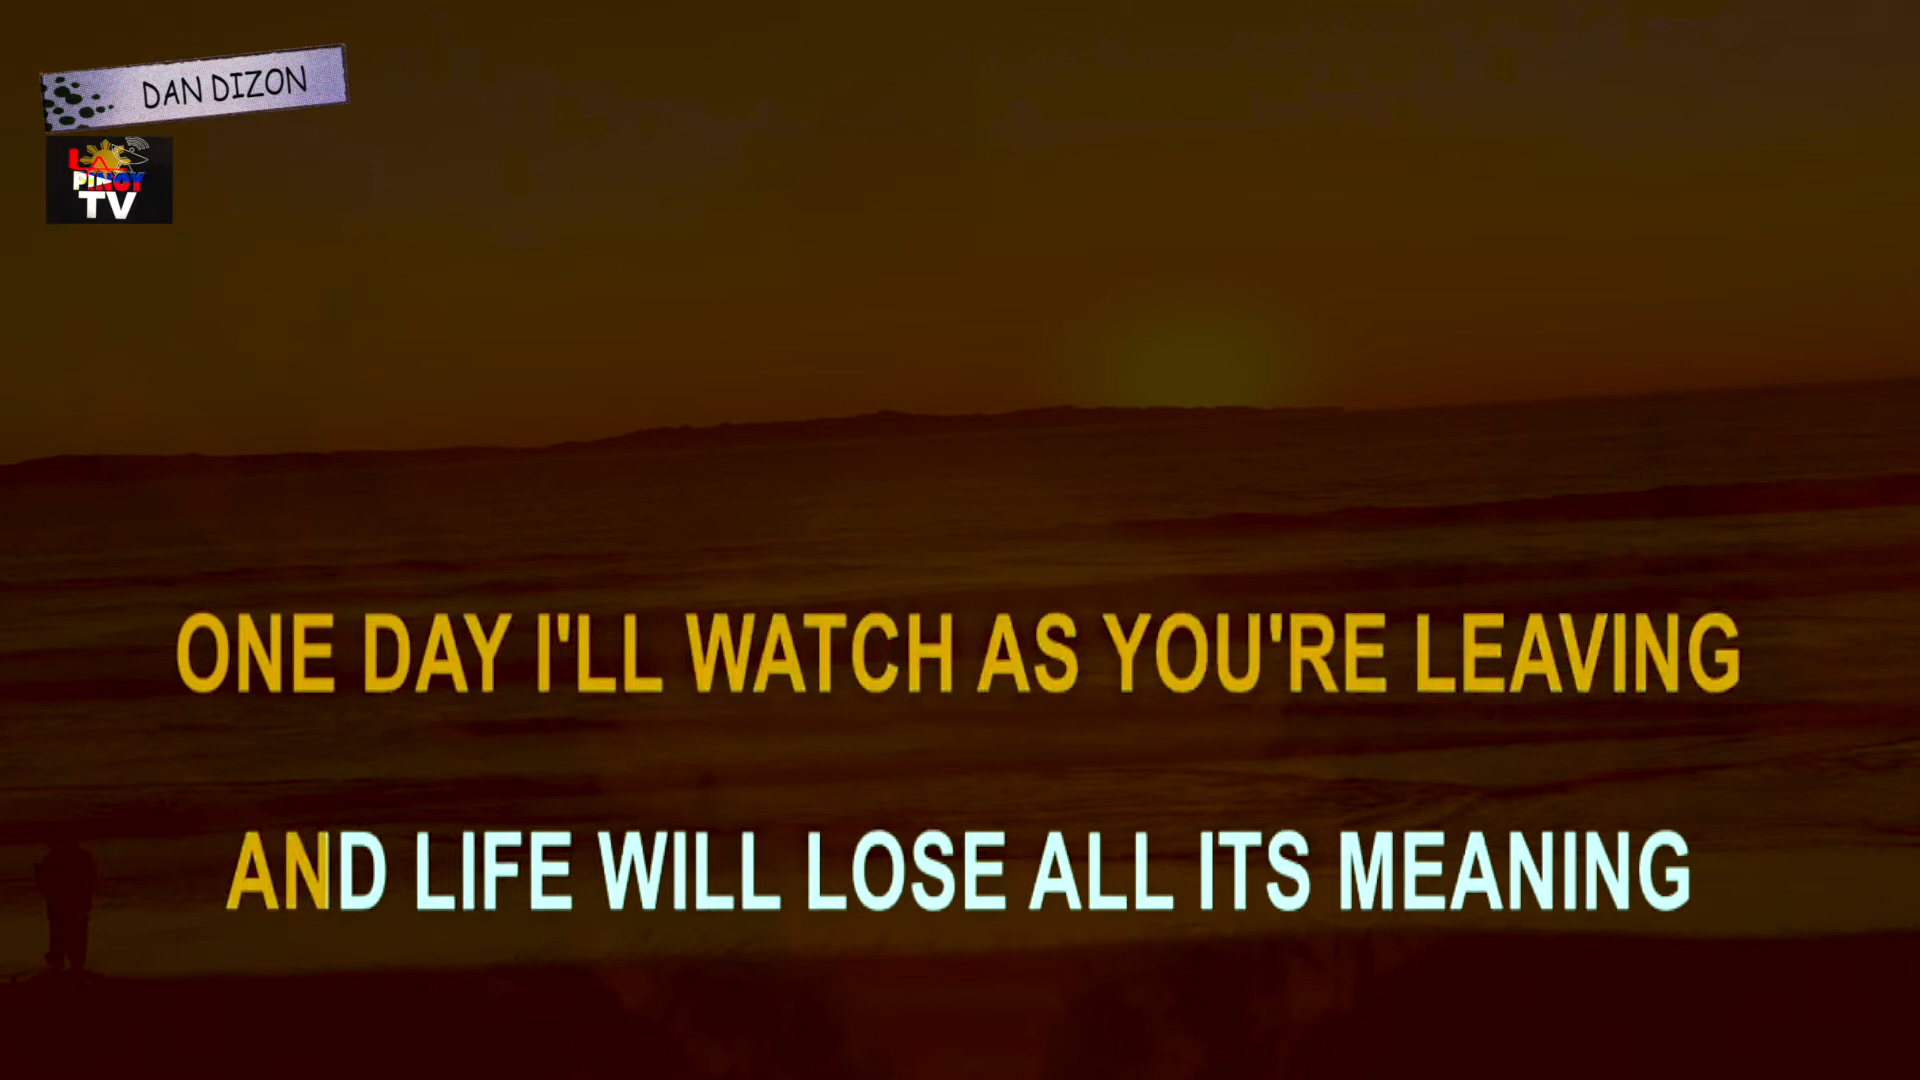 DAN DIZON
LA
PINOY
TV
ONE DAY I'LL WATCH AS YOU'RE LEAVING
AND LIFE WILL LOSE ALL ITS MEANING